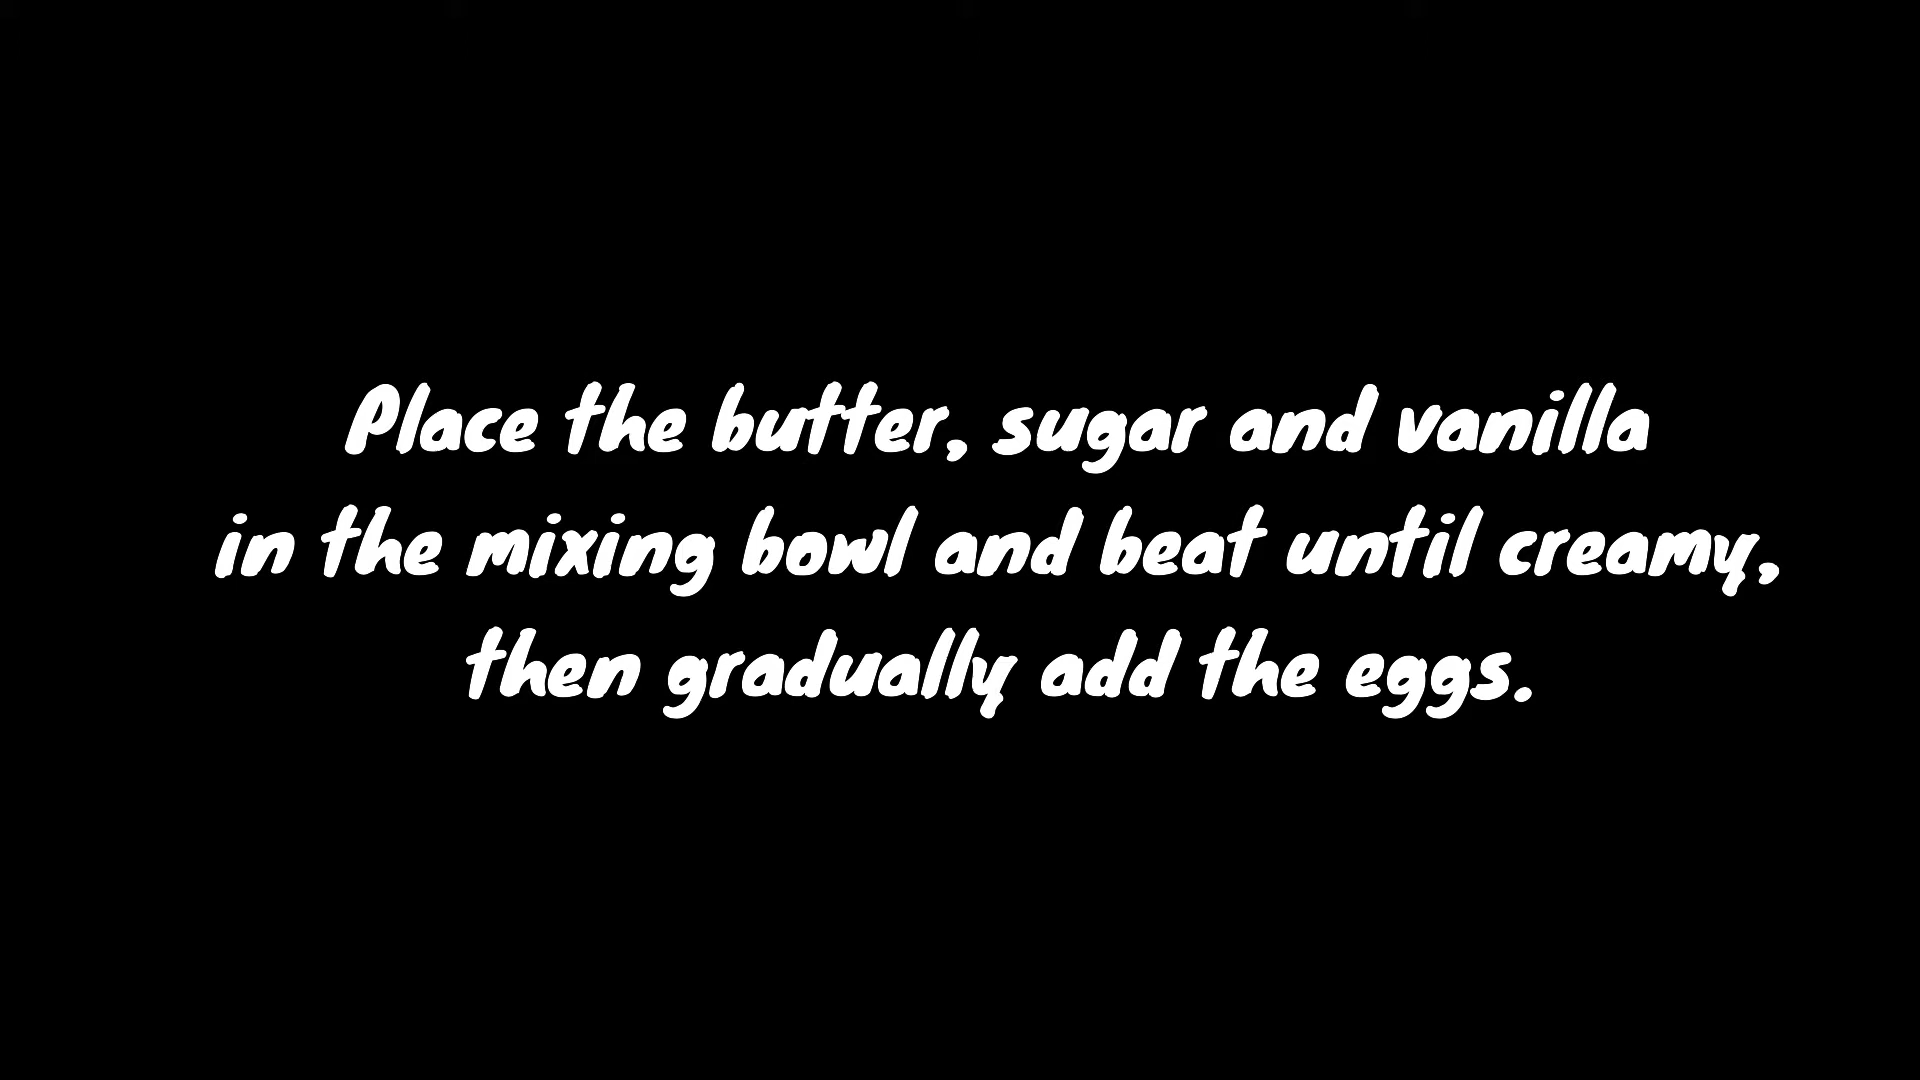 Place the butter, sugar and vanilla
in the mixing bowl and beat until creamy,
then gradually add the eggs.